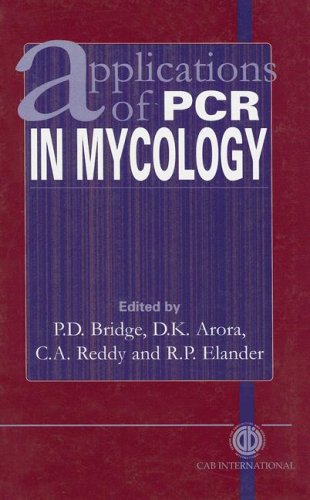 applications
of PCR
IN MYCOLOGY
Edited by
P.D. Bridge, D.K. Arora,
C.A. Reddy and R.P. Elander
CAB INTERNATIONAL